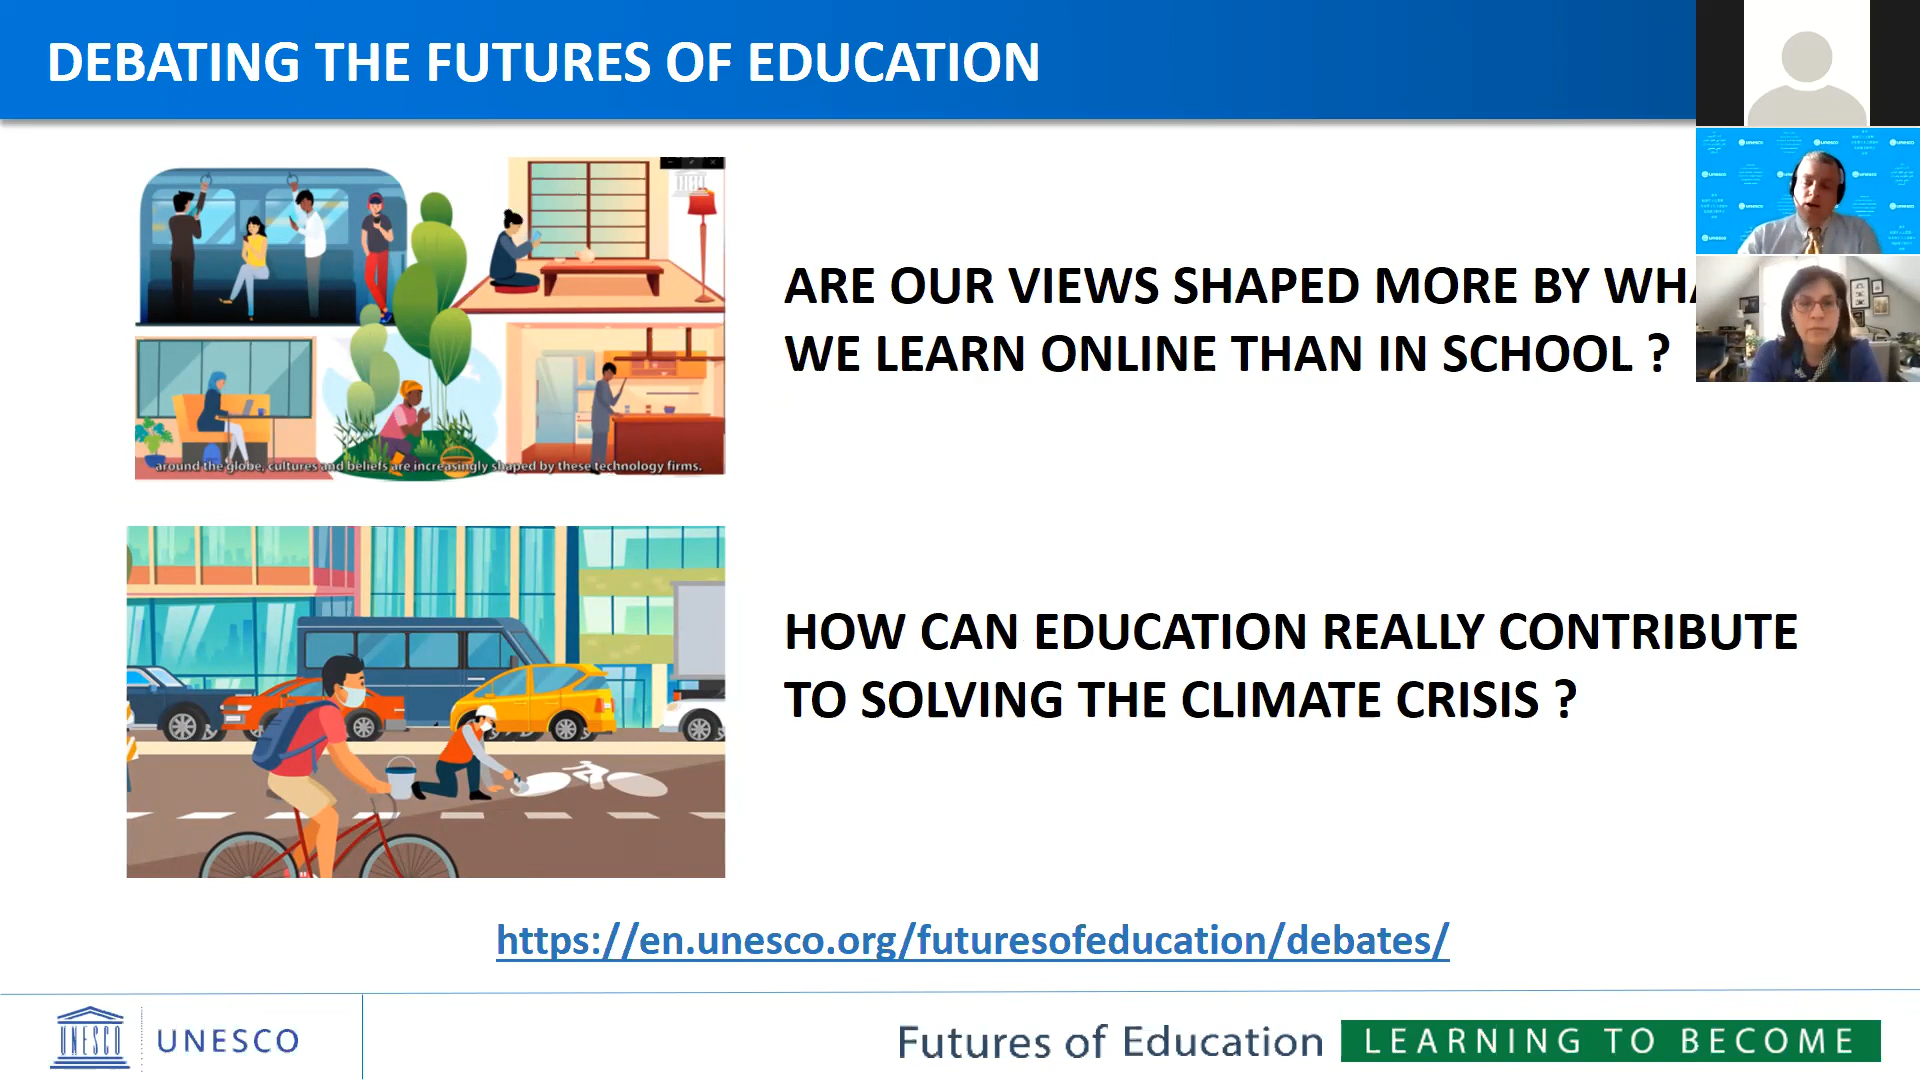 DEBATING THE FUTURES OF EDUCATION
around the globe, cultures and beliefs are increasingly shaped by these technology firms.
ARE OUR VIEWS SHAPED MORE BY WHA
WE LEARN ONLINE THAN IN SCHOOL ?
HOW CAN EDUCATION REALLY CONTRIBUTE
TO SOLVING THE CLIMATE CRISIS ?
https://en.unesco.org/futuresofeducation/debates/
UNESCO
UNESCO
Futures of Education LEARNING TO BECOME